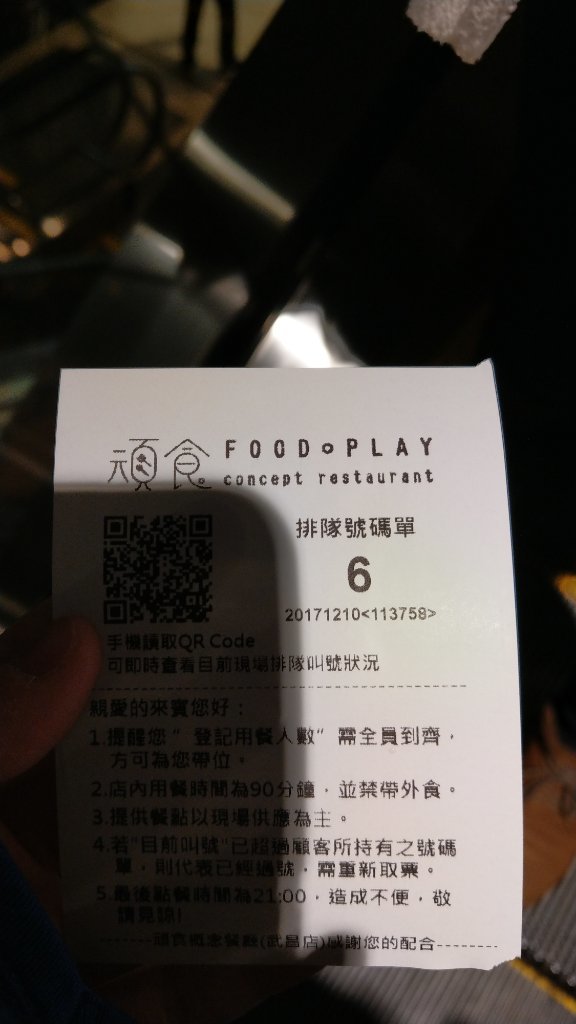 頑食 FOOD PLAY
concept restaurant
排隊號碼單
6
20171210<113758>
手機讀取QR Code
可即時查看目前現場排隊叫號狀況
親愛的來賓您好：
1.提醒您"登記用餐人數"需全員到齊，
方可為您帶位。
2.店內用餐時間為90分鐘，並禁帶外食。
3.提供餐點以現場供應為主。
4.若"目前叫號"已超過顧客所持有之號碼
單，則代表已經過號，需重新取票。
5.最後點餐時間為21:00，造成不便，敬
請見諒!
--------頑食概念餐廳(武昌店)感謝您的配合--------